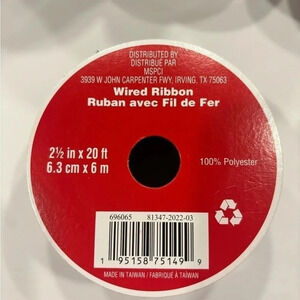 DISTRIBUTED BY
DISTRIBUÉ PAR
MSPCI
3939 W JOHN CARPENTER FWY; IRVING, TX 75063
Wired Ribbon
Ruban avec Fil de Fer
2½ in x 20 ft
6.3 cm x 6 m
100% Polyester
696065 81347-2022-03
1 95158 75149 9
MADE IN TAIWAN / FABRIQUÉ À TAIWAN